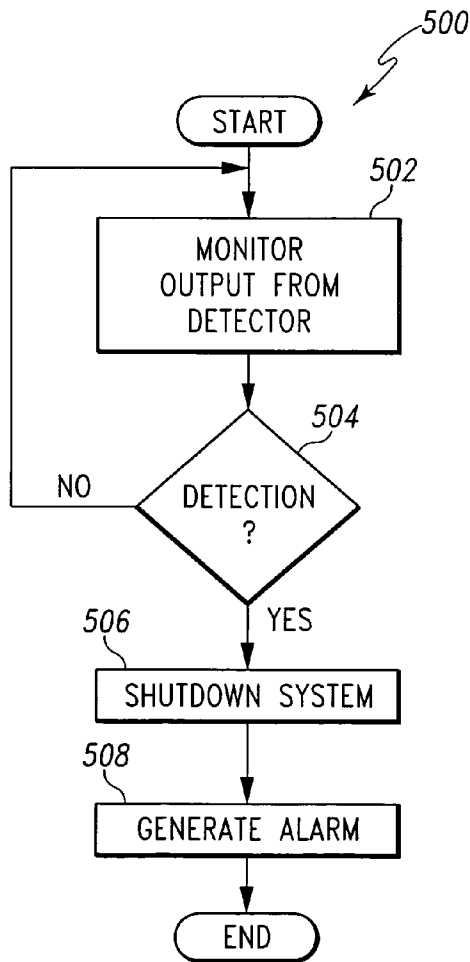 500
START
502
MONITOR
OUTPUT FROM
DETECTOR
504
DETECTION
?
NO
YES
506
SHUTDOWN SYSTEM
508
GENERATE ALARM
END